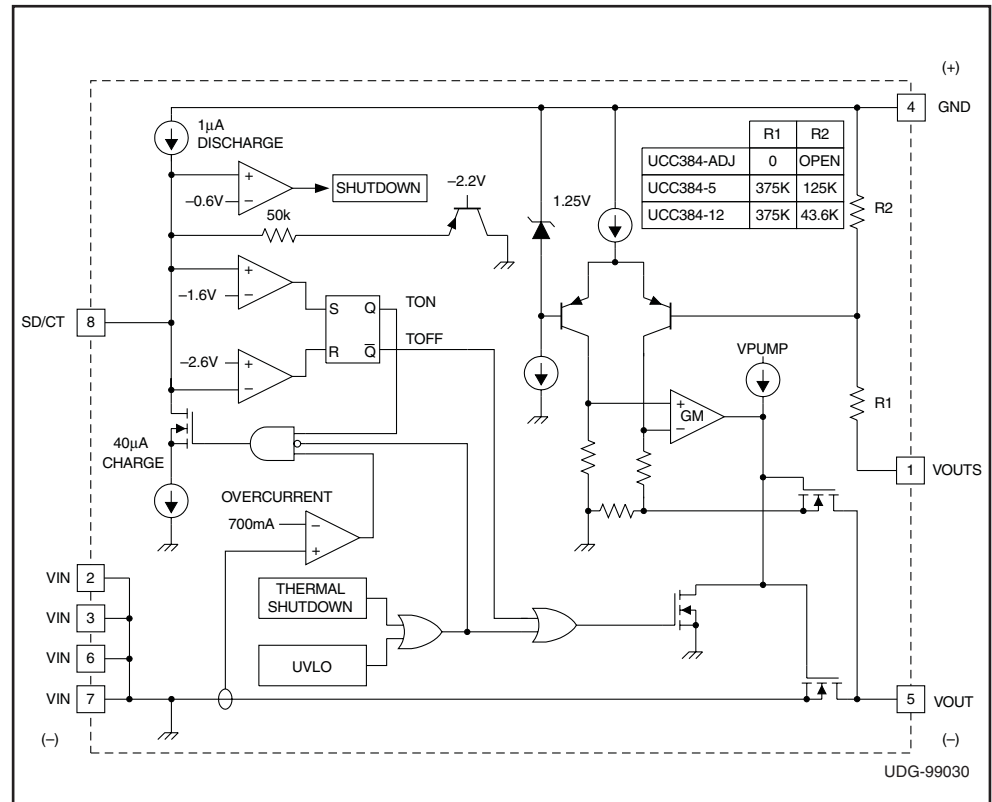 (+)
4 GND
1µA
DISCHARGE
R1 R2
UCC384-ADJ 0 OPEN
UCC384-5 375K 125K
UCC384-12 375K 43.6K
+
–0.6V –
SHUTDOWN
–2.2V
50k
1.25V
R2
+
–1.6V –
SD/CT 8
S Q TON
R Q TOFF
–2.6V +
–
VPUMP
+
GM
–
R1
40µA
CHARGE
1 VOUTS
OVERCURRENT
700mA –
+
VIN 2
VIN 3
VIN 6
VIN 7
THERMAL
SHUTDOWN
UVLO
5 VOUT
(–)
(–)
UDG-99030